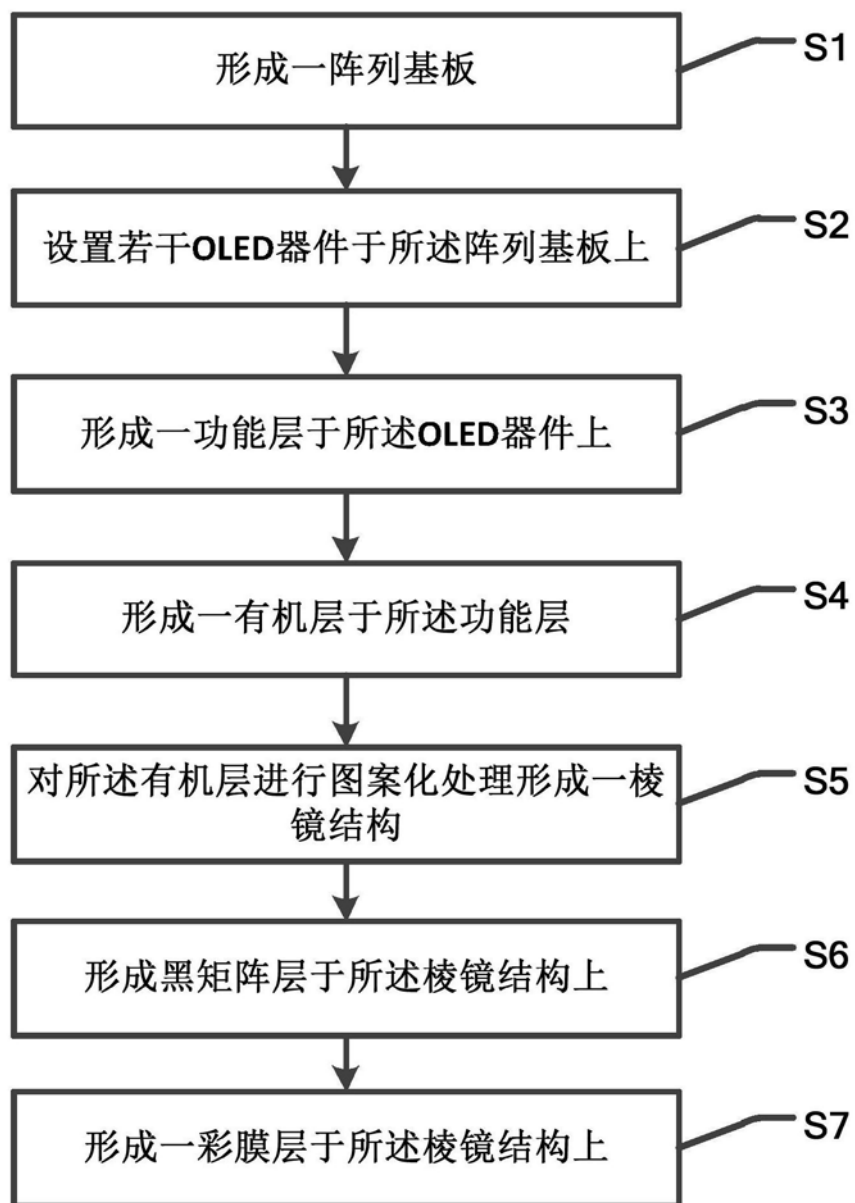 形成一阵列基板
S1
设置若干OLED器件于所述阵列基板上
S2
形成一功能层于所述OLED器件上
S3
形成一有机层于所述功能层
S4
对所述有机层进行图案化处理形成一棱
镜结构
S5
形成黑矩阵层于所述棱镜结构上
S6
形成一彩膜层于所述棱镜结构上
S7